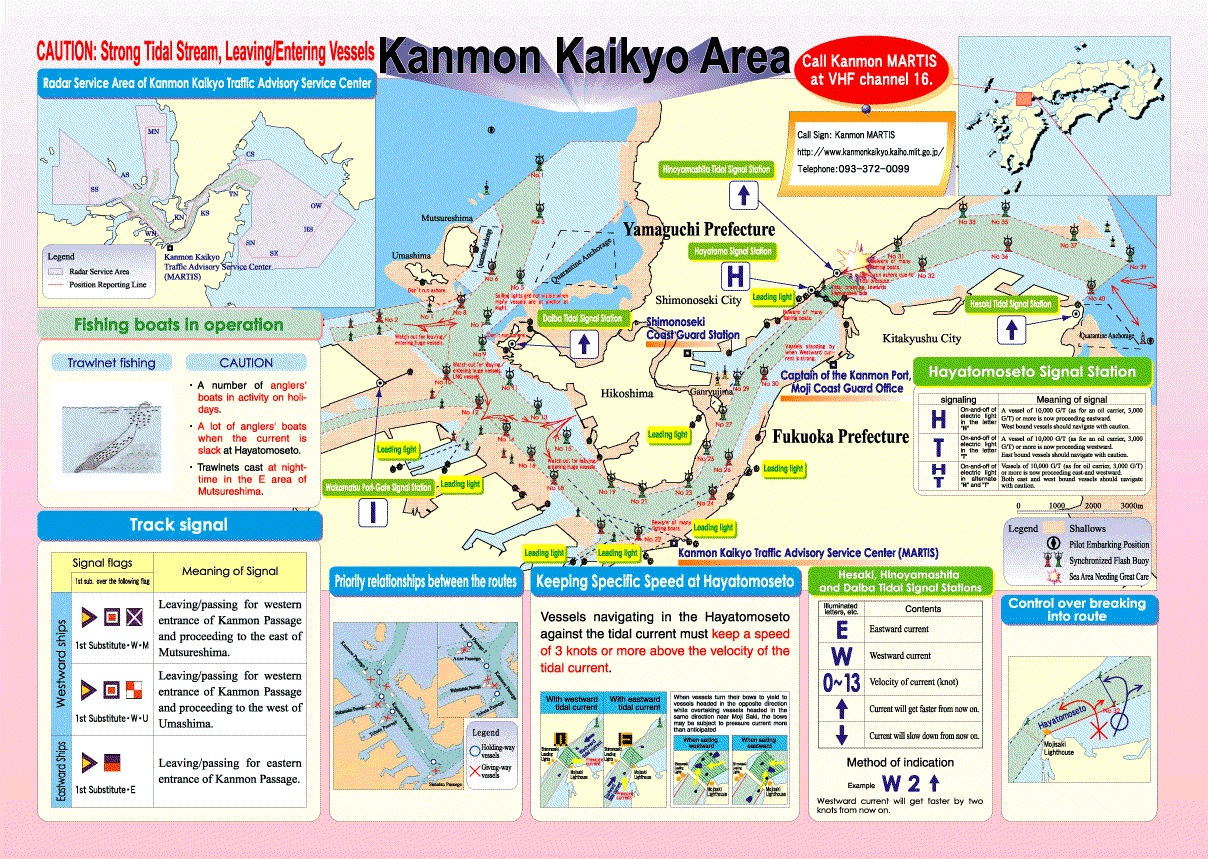 CAUTION: Strong Tidal Stream, Leaving/Entering Vessels
Kanmon Kaikyo Area
Call Kanmon MARTIS
at VHF channel 16.
Call Sign: Kanmon MARTIS
http://www.kanmonkaikyo.kaiho.mlit.go.jp/
Telephone:093-372-0099
Radar Service Area of Kanmon Kaikyo Traffic Advisory Service Center
MN
CS
AS
SS
TN
OW
KN
KS
HS
WN
SN
SE
Kanmon Kaikyo
Traffic Advisory Service Center
(MARTIS)
Legend
Radar Service Area
Position Reporting Line
Fishing boats in operation
Trawlnet fishing
CAUTION
・A number of anglers'
boats in activity on holi-
days.
・A lot of anglers' boats
when the current is
slack at Hayatomoseto.
・Trawlnets cast at night-
time in the E area of
Mutsureshima.
Track signal
Signal flags
1st sub. over the following flag
Meaning of Signal
Westward ships
1st Substitute・W・M
Leaving/passing for western
entrance of Kanmon Passage
and proceeding to the east of
Mutsureshima.
1st Substitute・W・U
Leaving/passing for western
entrance of Kanmon Passage
and proceeding to the west of
Umashima.
Eastward Ships
1st Substitute・E
Leaving/passing for eastern
entrance of Kanmon Passage.
Mutsureshima
Umashima
Quarantine Anchorage
Yamaguchi Prefecture
Hinoyamashita Tidal Signal Station
Hayatomo Signal Station
H
Shimonoseki City
Leading light
Daiba Tidal Signal Station
Shimonoseki
Coast Guard Station
Hesaki Tidal Signal Station
Kitakyushu City
Quarantine Anchorage
Captain of the Kanmon Port,
Moji Coast Guard Office
Hikoshima
Ganryujima
Fukuoka Prefecture
Leading light
Leading light
Leading light
Leading light
Wakamatsu Port-Gate Signal Station
I
Leading light
Leading light
Leading light
Kanmon Kaikyo Traffic Advisory Service Center (MARTIS)
No 1
No 3
No 5
No 6
No 2
No 8
No 9
No 13
No 15
No 18
No 19
No 21
No 22
No 23
No 24
No 25
No 26
No 27
No 29
No 30
No 31
No 32
No 33
No 35
No 36
No 37
No 39
No 40
Hayatomoseto Signal Station
signaling
Meaning of signal
H
On-and-off of
electric light
in the letter
"H"
A vessel of 10,000 G/T (as for an oil carrier, 3,000
G/T) or more is now proceeding eastward.
West bound vessels should navigate with caution.
T
On-and-off of
electric light
in the letter
"T"
A vessel of 10,000 G/T (as for an oil carrier, 3,000
G/T) or more is now proceeding westward.
East bound vessels should navigate with caution.
H
T
On-and-off of
electric light
in alternate
"H" and "T"
Vessels of 10,000 G/T (as for oil carrier, 3,000 G/T)
or more is now proceeding east-and westward.
Both east and west bound vessels should navigate
with caution.
0 1000 2000 3000m
Legend
Shallows
Pilot Embarking Position
Synchronized Flash Buoy
Sea Area Needing Great Care
Priority relationships between the routes
Legend
Holding-way
vessels
Giving-way
vessels
Keeping Specific Speed at Hayatomoseto
Vessels navigating in the Hayatomoseto
against the tidal current must keep a speed
of 3 knots or more above the velocity of the
tidal current.
With westward
tidal current
With eastward
tidal current
When vessels turn their bows to yield to
vessels headed in the opposite direction
while overtaking vessels headed in the
same direction near Moji Saki, the bows
may be subject to pressure current more
than anticipated
When sailing
westward
When sailing
eastward
Hesaki, Hinoyamashita
and Daiba Tidal Signal Stations
Illuminated
letters, etc.
Contents
E
Eastward current
W
Westward current
0~13
Velocity of current (knot)
Current will get faster from now on.
Current will slow down from now on.
Method of indication
Example W 2 ↑
Westward current will get faster by two
knots from now on.
Control over breaking
into route
Hayatomoseto
Mojisaki
Lighthouse